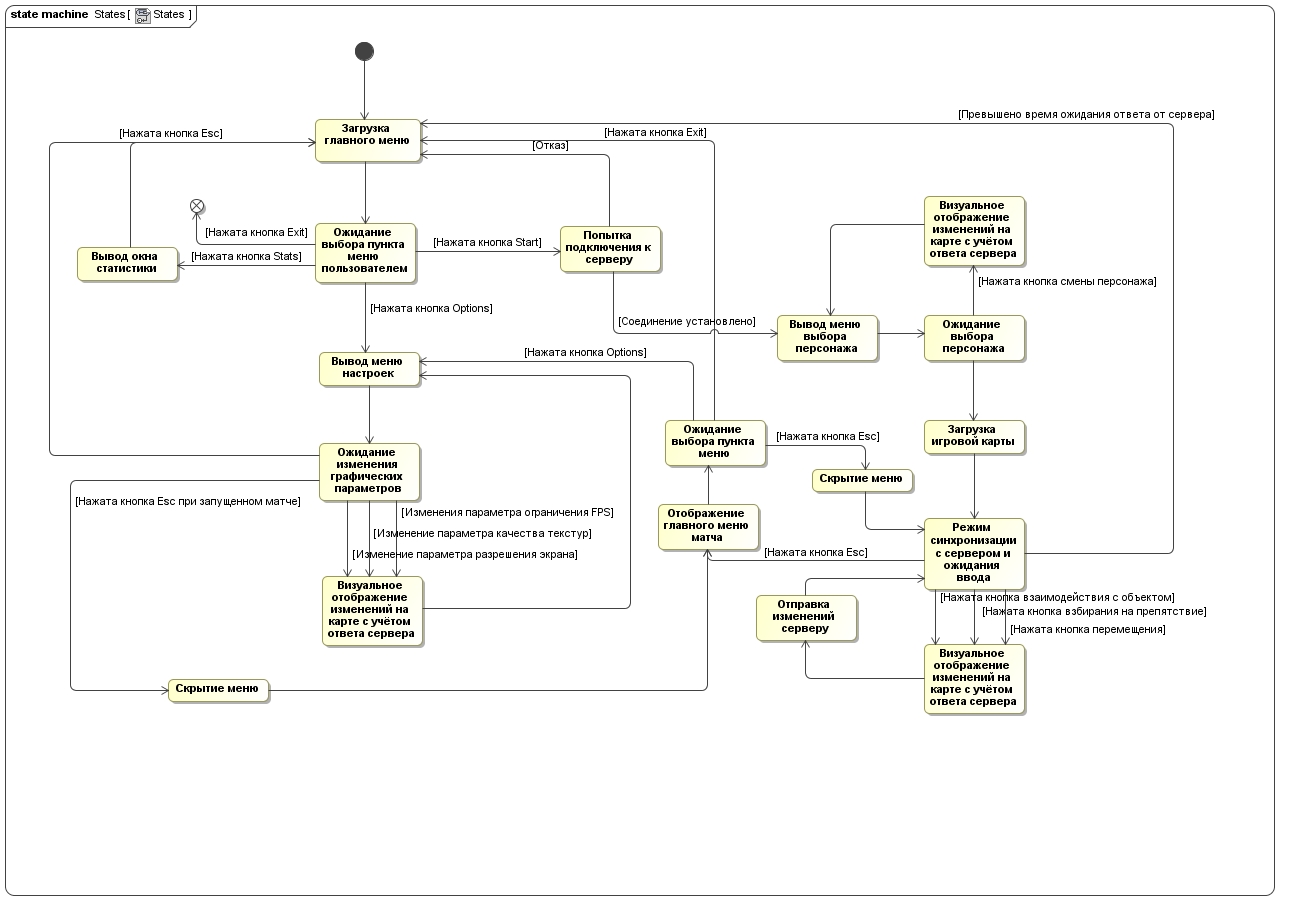 state machine States [ States ]
[Превышено время ожидания ответа от сервера]
[Нажата кнопка Esc]
Загрузка
главного меню
[Нажата кнопка Exit]
[Отказ]
[Нажата кнопка Exit]
Ожидание
выбора пункта
меню
пользователем
[Нажата кнопка Start]
Попытка
подключения к
серверу
Визуальное
отображение
изменений на
карте с учётом
ответа сервера
Вывод окна
статистики
[Нажата кнопка Stats]
[Нажата кнопка смены персонажа]
[Нажата кнопка Options]
[Соединение установлено]
Вывод меню
выбора
персонажа
Ожидание
выбора
персонажа
Вывод меню
настроек
[Нажата кнопка Options]
Ожидание
выбора пункта
меню
[Нажата кнопка Esc]
Загрузка
игровой карты
Ожидание
изменения
графических
параметров
Скрытие меню
[Нажата кнопка Esc при запущенном матче]
[Изменения параметра ограничения FPS]
[Изменение параметра качества текстур]
[Изменение параметра разрешения экрана]
Отображение
главного меню
матча
[Нажата кнопка Esc]
Режим
синхронизации
с сервером и
ожидания
ввода
Визуальное
отображение
изменений на
карте с учётом
ответа сервера
Отправка
изменений
серверу
[Нажата кнопка взаимодействия с объектом]
[Нажата кнопка взбирания на препятствие]
[Нажата кнопка перемещения]
Визуальное
отображение
изменений на
карте с учётом
ответа сервера
Скрытие меню